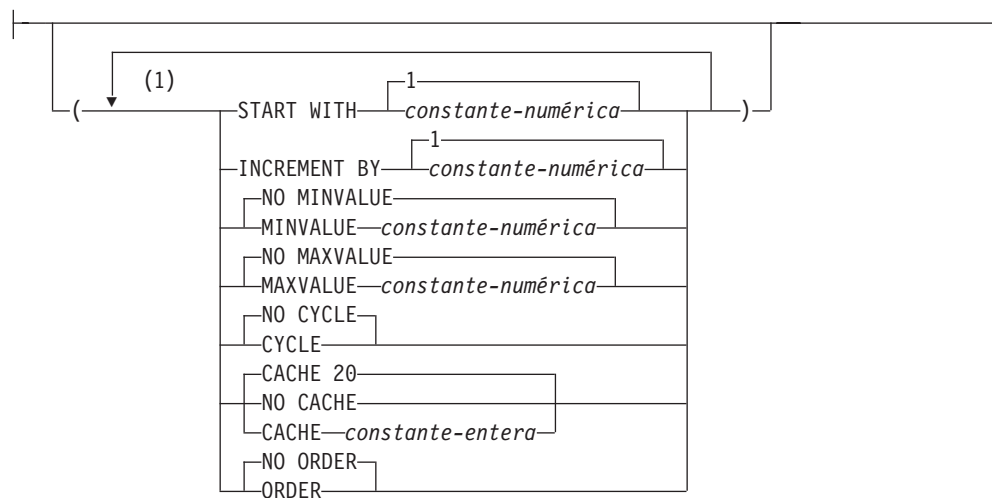 (1)
1
( START WITH constante-numérica )
1
INCREMENT BY constante-numérica
NO MINVALUE
MINVALUE constante-numérica
NO MAXVALUE
MAXVALUE constante-numérica
NO CYCLE
CYCLE
CACHE 20
NO CACHE
CACHE constante-entera
NO ORDER
ORDER